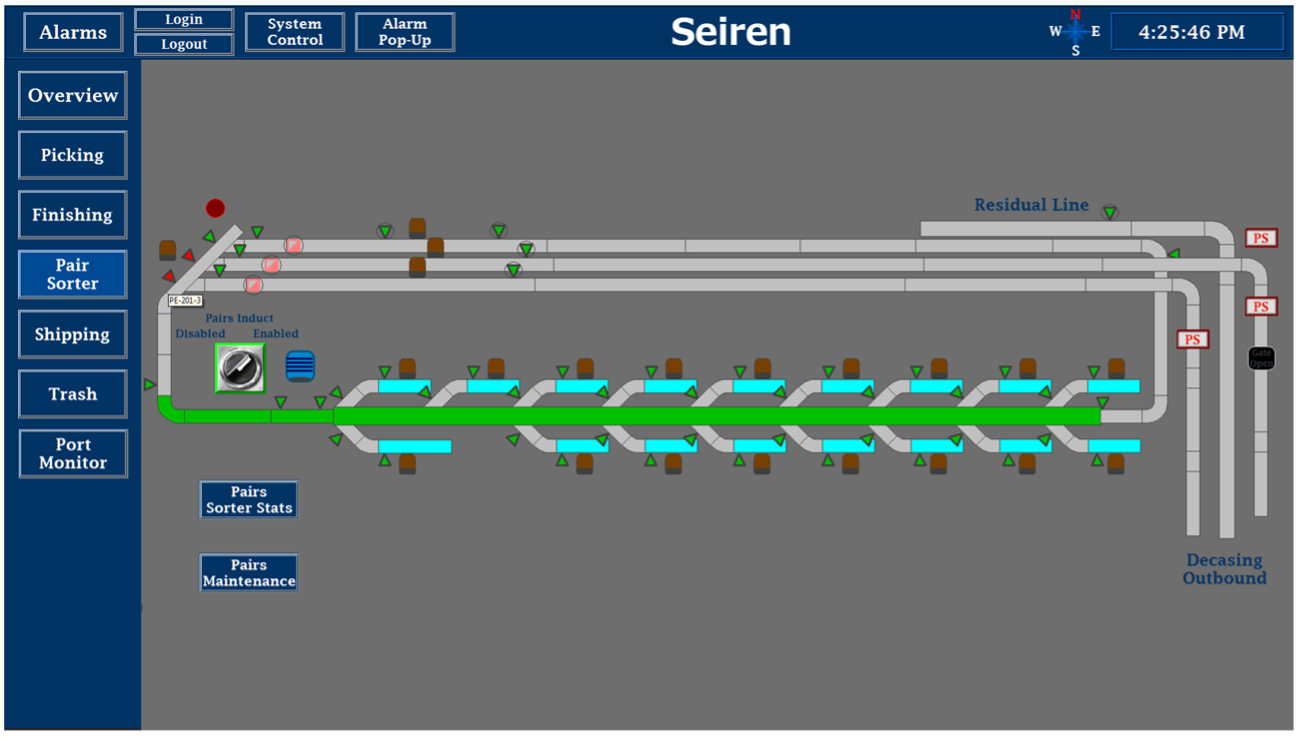 Alarms
Login
Logout
System
Control
Alarm
Pop-Up
Seiren
N
W
E
S
4:25:46 PM
Overview
Picking
Finishing
Pair
Sorter
Shipping
Trash
Port
Monitor
Residual Line
PS
PS
PS
PE-201-3
Pairs Induct
Disabled
Enabled
Gate
Open
Pairs
Sorter Stats
Pairs
Maintenance
Decasing
Outbound